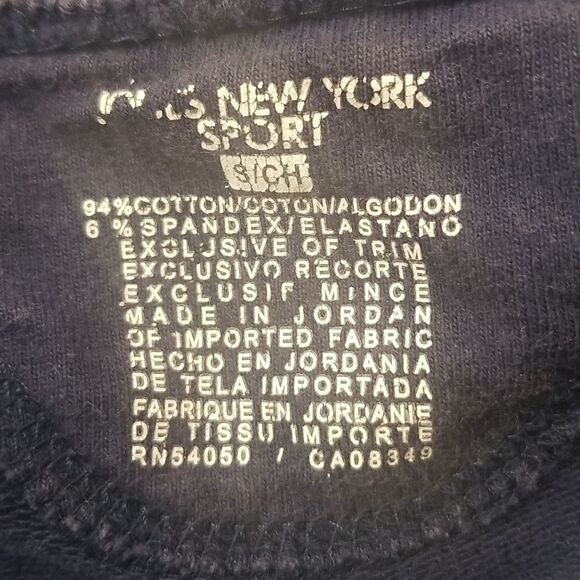 NEW YORK
SPORT
S/CH
94%COTTON/COTON/ALGODON
6 % SPANDEX/ELASTANO
EXCLUSIVE OF TRIM
EXCLUSIVO RECORTE
EXCLUSIF MINCE
MADE IN JORDAN
OF IMPORTED FABRIC
HECHO EN JORDANIA
DE TELA IMPORTADA
FABRIQUE EN JORDANIE
DE TISSU IMPORTE
RN54050 / CA08349